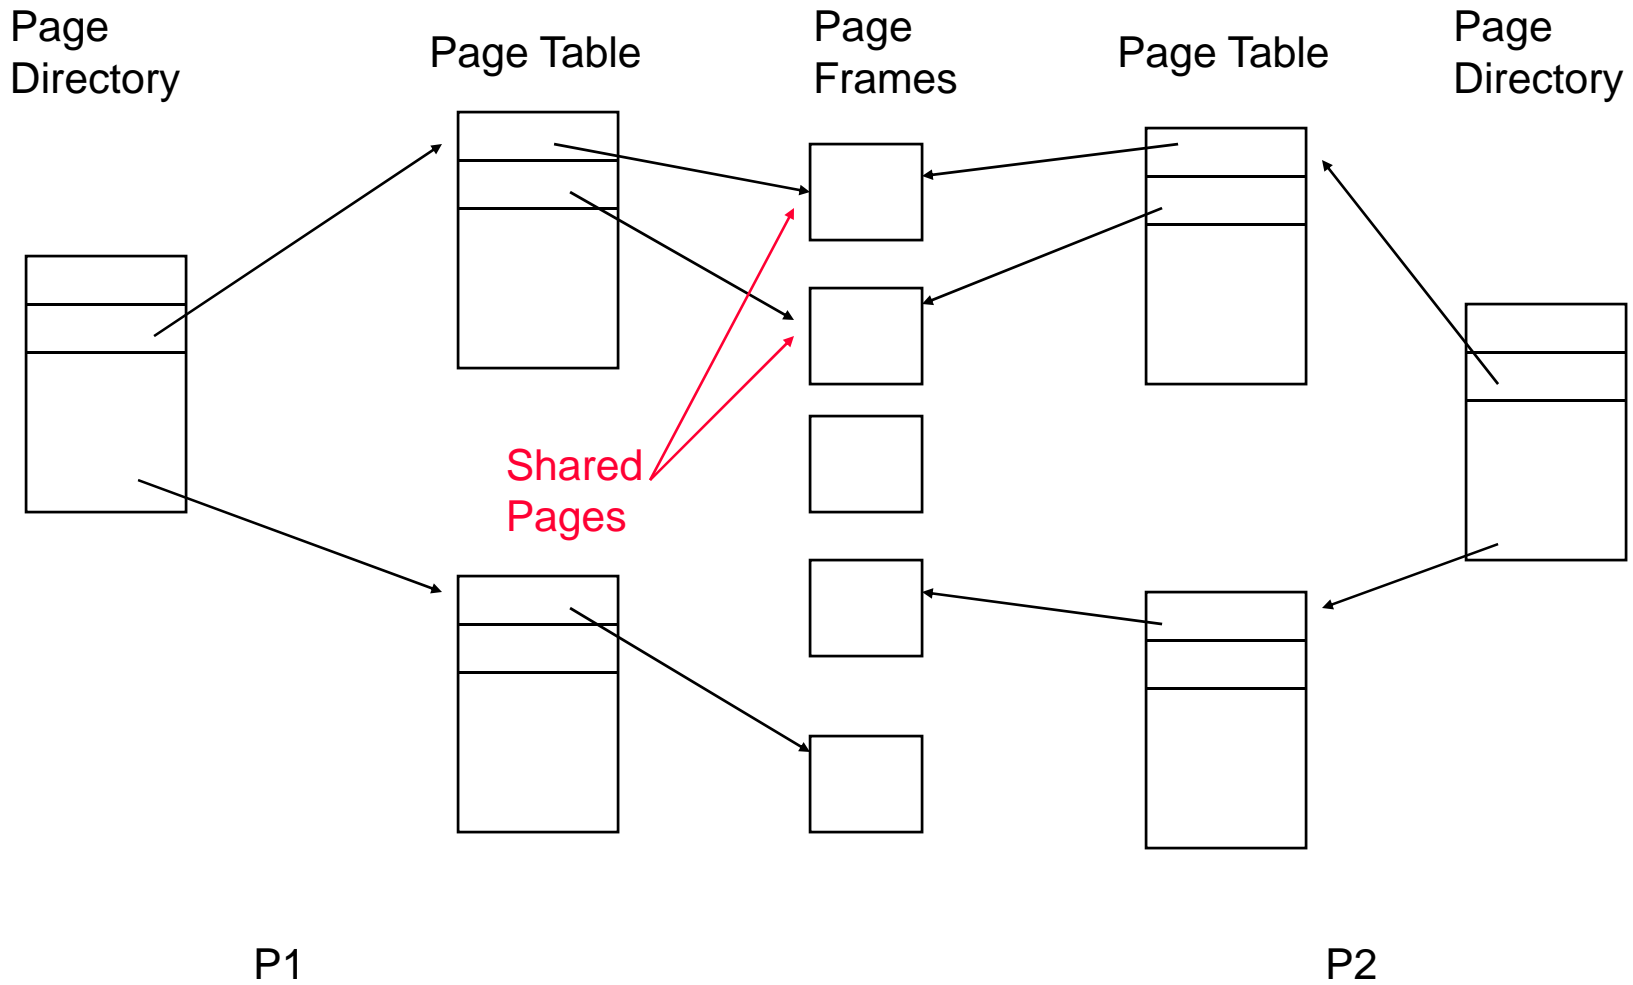 Page
Directory
Page Table
Page
Frames
Page Table
Page
Directory
Shared
Pages
P1
P2